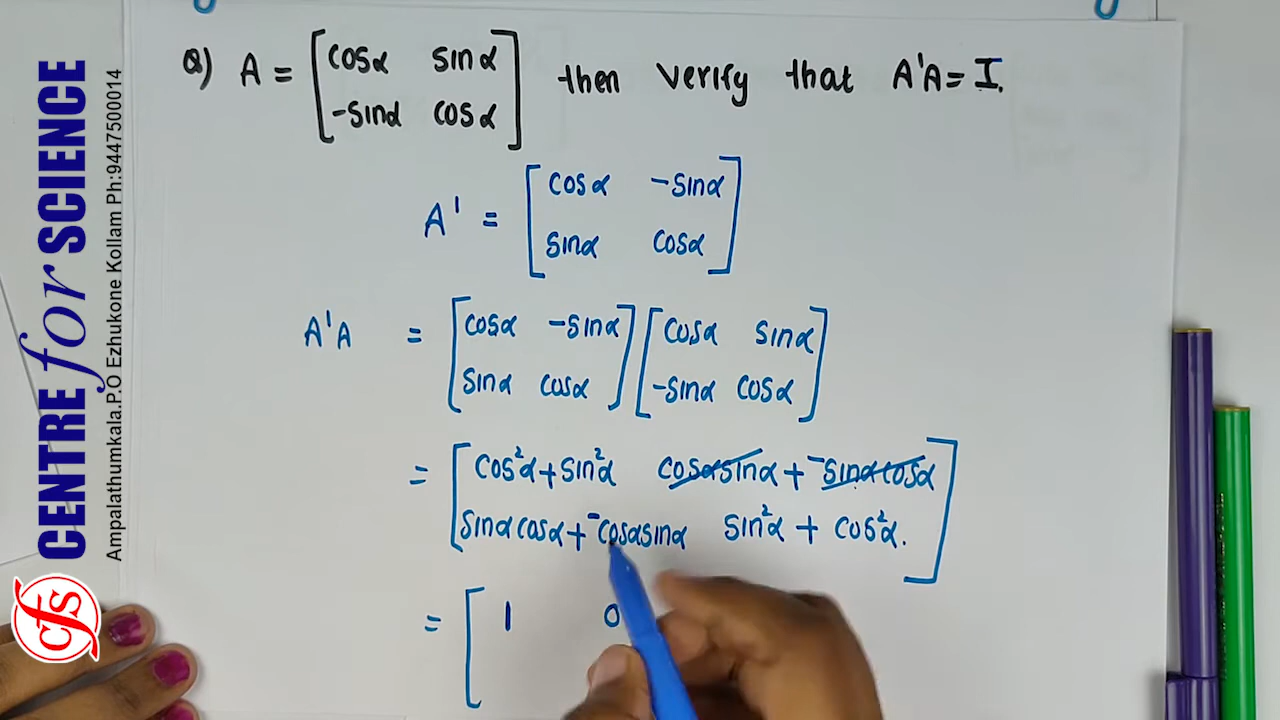 CENTRE for SCIENCE
Ampalathumkala.P.O Ezhukone Kollam Ph:9447500014
cfs
Q) A = [cosα sinα
-sinα cosα] then verify that A'A = I.
A' = [cosα -sinα
sinα cosα]
A'A = [cosα -sinα
sinα cosα] [cosα sinα
-sinα cosα]
= [cos²α + sin²α cosαsinα + -sinαcosα
sinαcosα + -cosαsinα sin²α + cos²α.]
= [1 0